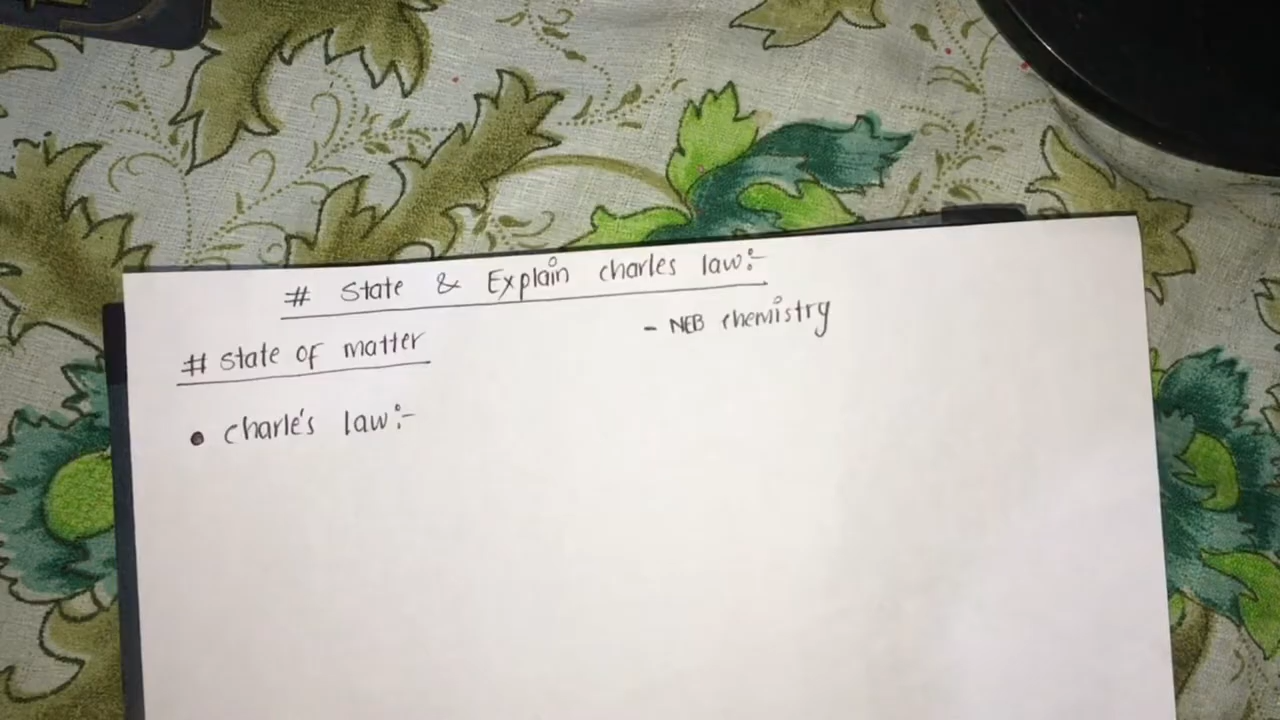 # State & Explain charles law:-
- NEB chemistry
# state of matter
• charle's law:-